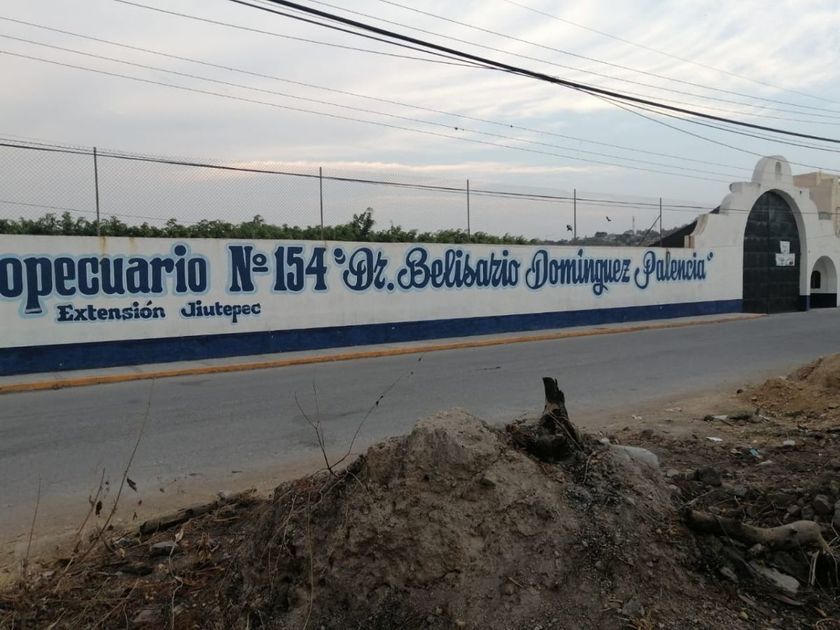 opecuario Nº 154 "Dr. Belisario Domínguez Palencia"
Extensión Jiutepec